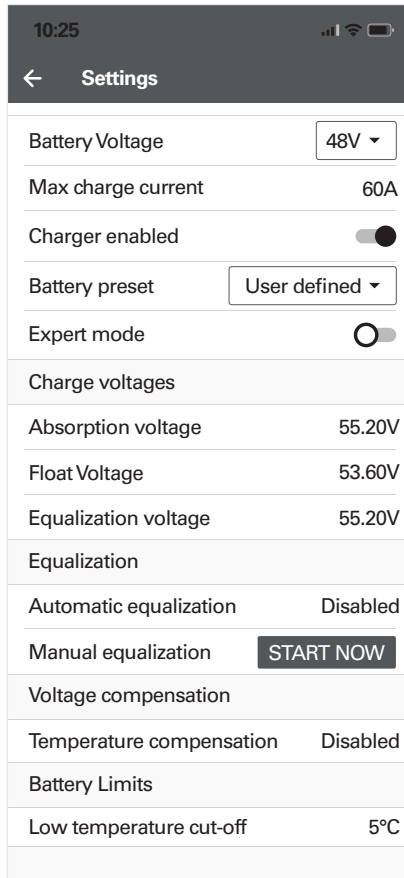 10:25
Settings
Battery Voltage 48V
Max charge current 60A
Charger enabled
Battery preset User defined
Expert mode
Charge voltages
Absorption voltage 55.20V
Float Voltage 53.60V
Equalization voltage 55.20V
Equalization
Automatic equalization Disabled
Manual equalization START NOW
Voltage compensation
Temperature compensation Disabled
Battery Limits
Low temperature cut-off 5°C